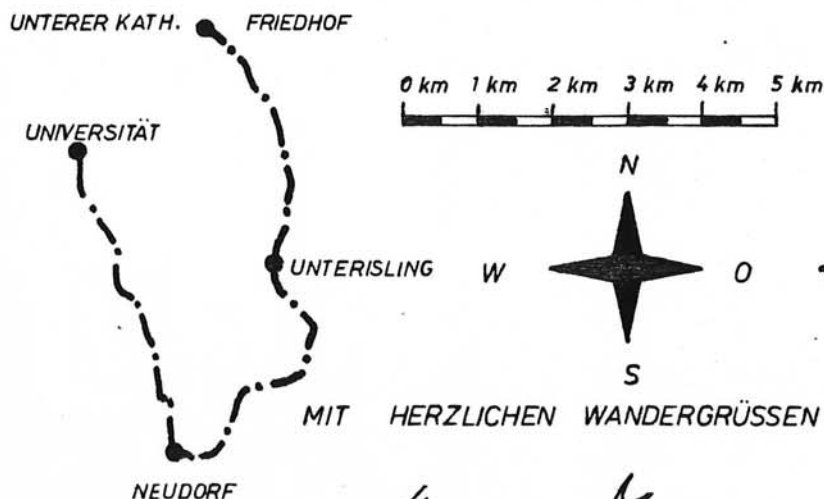 UNTERER KATH. FRIEDHOF
0 km 1 km 2 km 3 km 4 km 5 km
UNIVERSITÄT
N
UNTERISLING
W O
S
MIT HERZLICHEN WANDERGRÜSSEN
NEUDORF